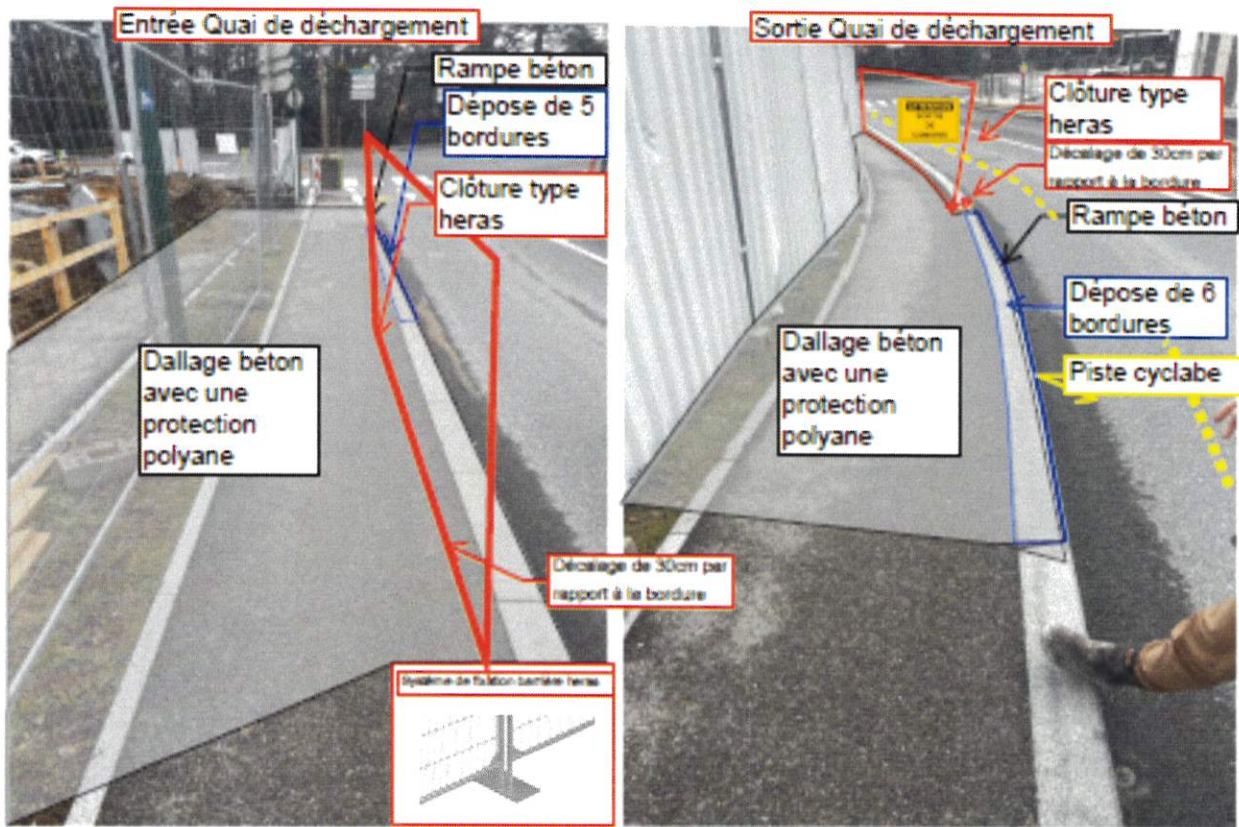 Entrée Quai de déchargement
Rampe béton
Dépose de 5
bordures
Clôture type
heras
Dallage béton
avec une
protection
polyane
Décalage de 30cm par
rapport à la bordure
Système de fixation barrière heras
Sortie Quai de déchargement
Clôture type
heras
Décalage de 30cm par
rapport à la bordure
Rampe béton
Dépose de 6
bordures
Piste cyclabe
Dallage béton
avec une
protection
polyane
SORTIE
DE